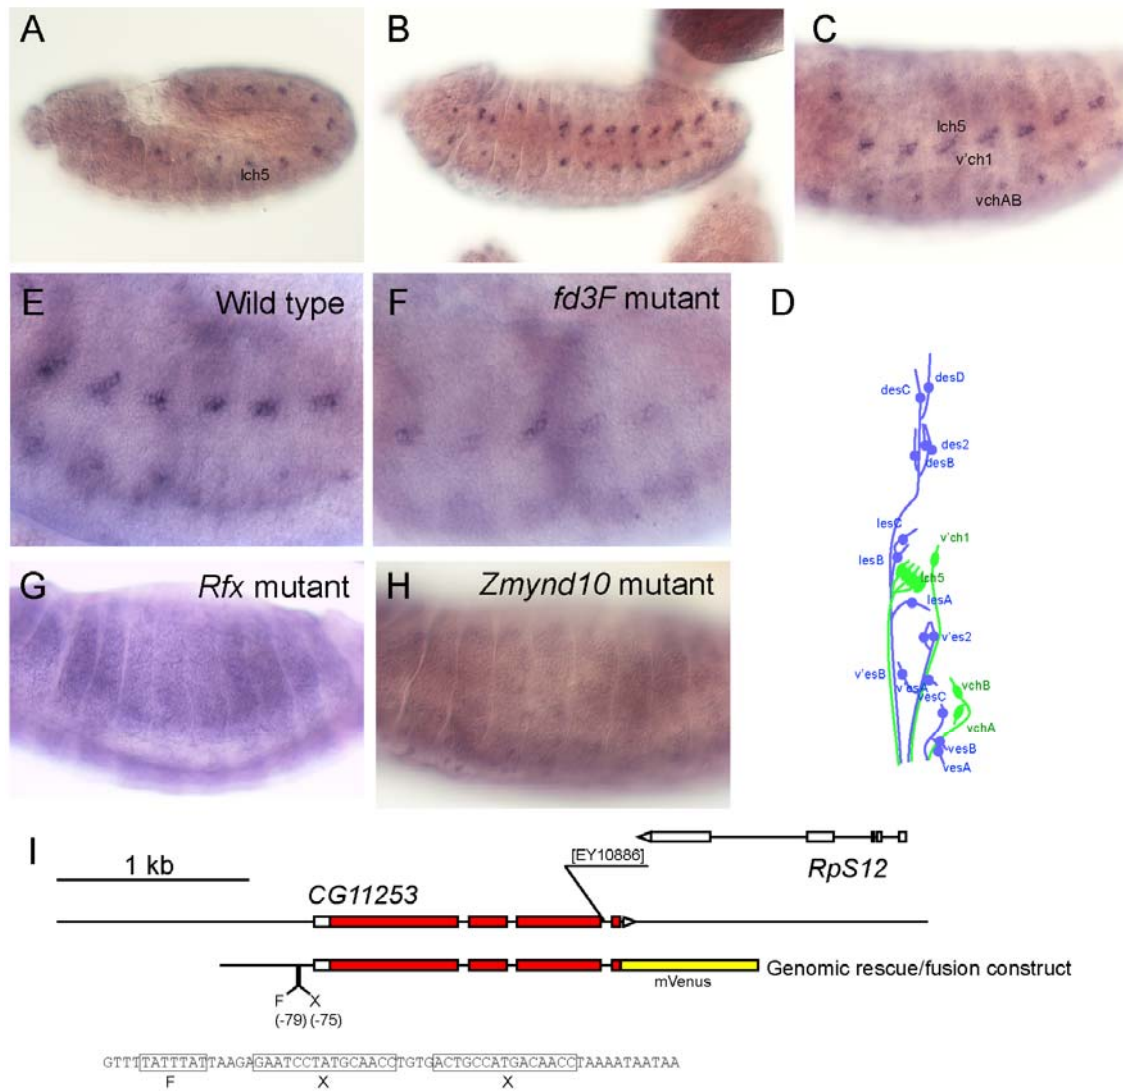 A
lch5
B
C
lch5
v'ch1
vchAB
E
Wild type
F
fd3F mutant
D
desC
desD
des2
desB
lesC
lesB
v'ch1
lch5
lesA
v'es2
v'esB
v'esA
vchB
vesC
vchA
vesB
vesA
G
Rfx mutant
H
Zmynd10 mutant
I
1 kb
[EY10886]
RpS12
CG11253
Genomic rescue/fusion construct
mVenus
F X
(-79) (-75)
GTTTTATTTATTAAGAGAATCCTATGCAACCTGTGACTGCCATGACAACCTAAAATAATAA
F X X